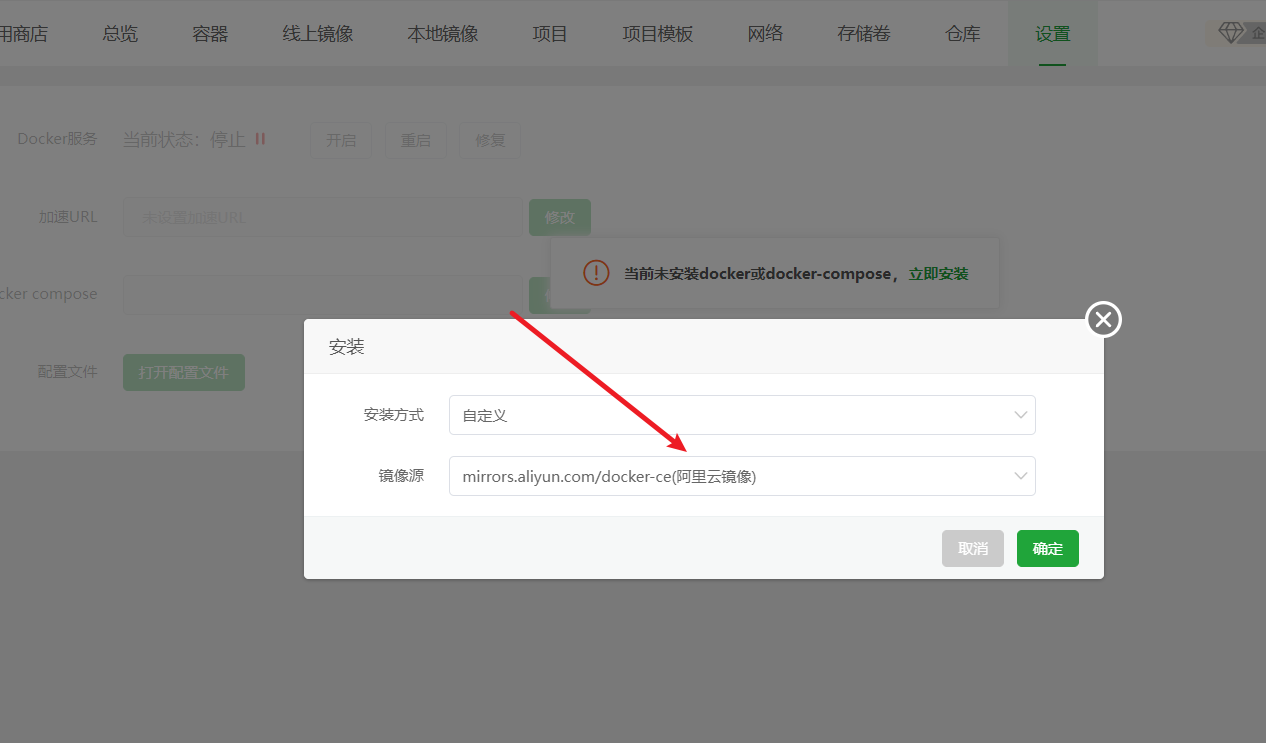 用商店 总览 容器 线上镜像 本地镜像 项目 项目模板 网络 存储卷 仓库 设置
Docker服务 当前状态：停止 开启 重启 修复
加速URL 未设置加速URL 修改
当前未安装docker或docker-compose，立即安装
cker compose
安装
配置文件 打开配置文件
安装方式 自定义
镜像源 mirrors.aliyun.com/docker-ce(阿里云镜像)
取消 确定